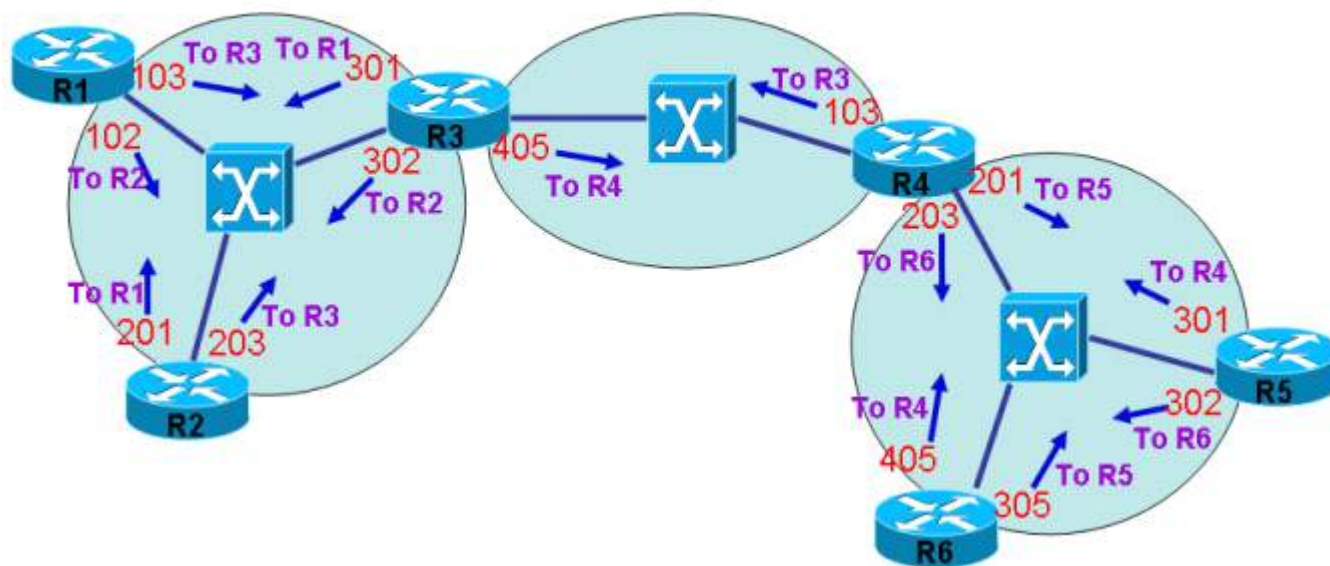 To R3
To R1
103
301
R1
R3
102
To R2
302
To R2
405
To R4
To R3
103
R4
To R1
201
203
To R3
R2
201
To R5
203
To R6
To R4
301
R5
302
To R6
To R4
405
To R5
305
R6